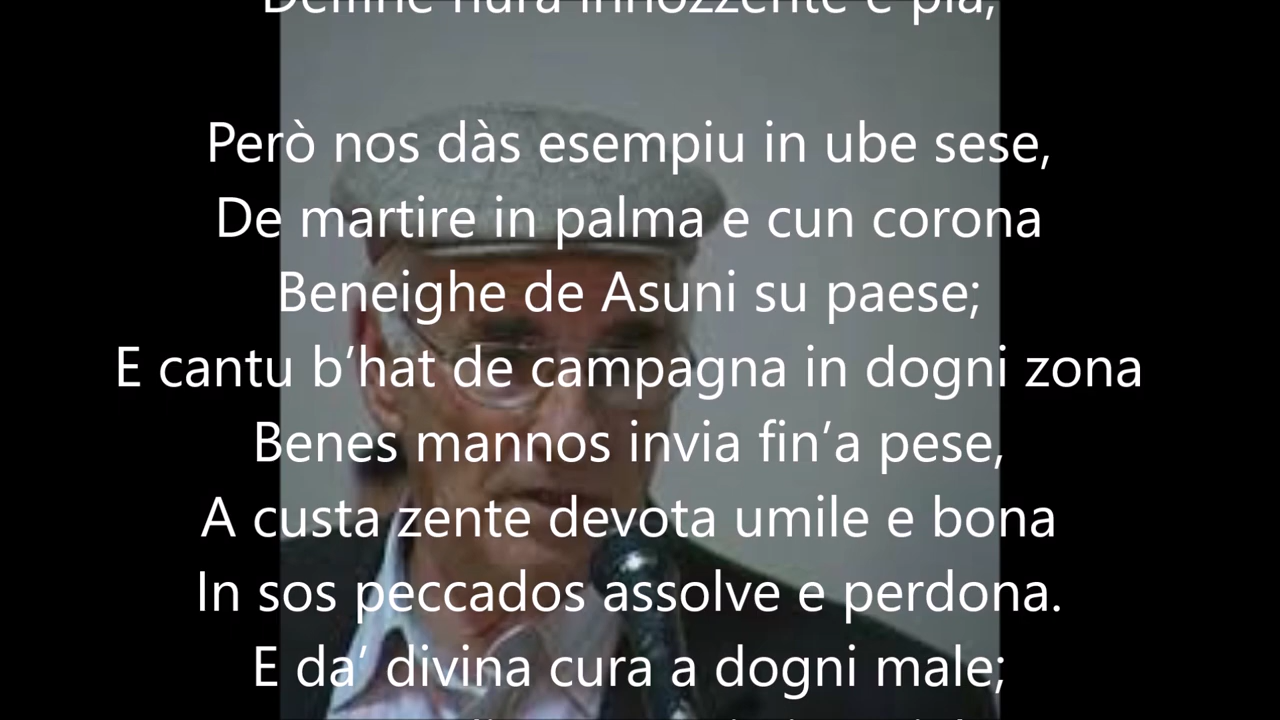 innozzente e pia,
Però nos dàs esempiu in ube sese,
De martire in palma e cun corona
Beneighe de Asuni su paese;
E cantu b’hat de campagna in dogni zona
Benes mannos invia fin’a pese,
A custa zente devota umile e bona
In sos peccados assolve e perdona.
E da’ divina cura a dogni male;